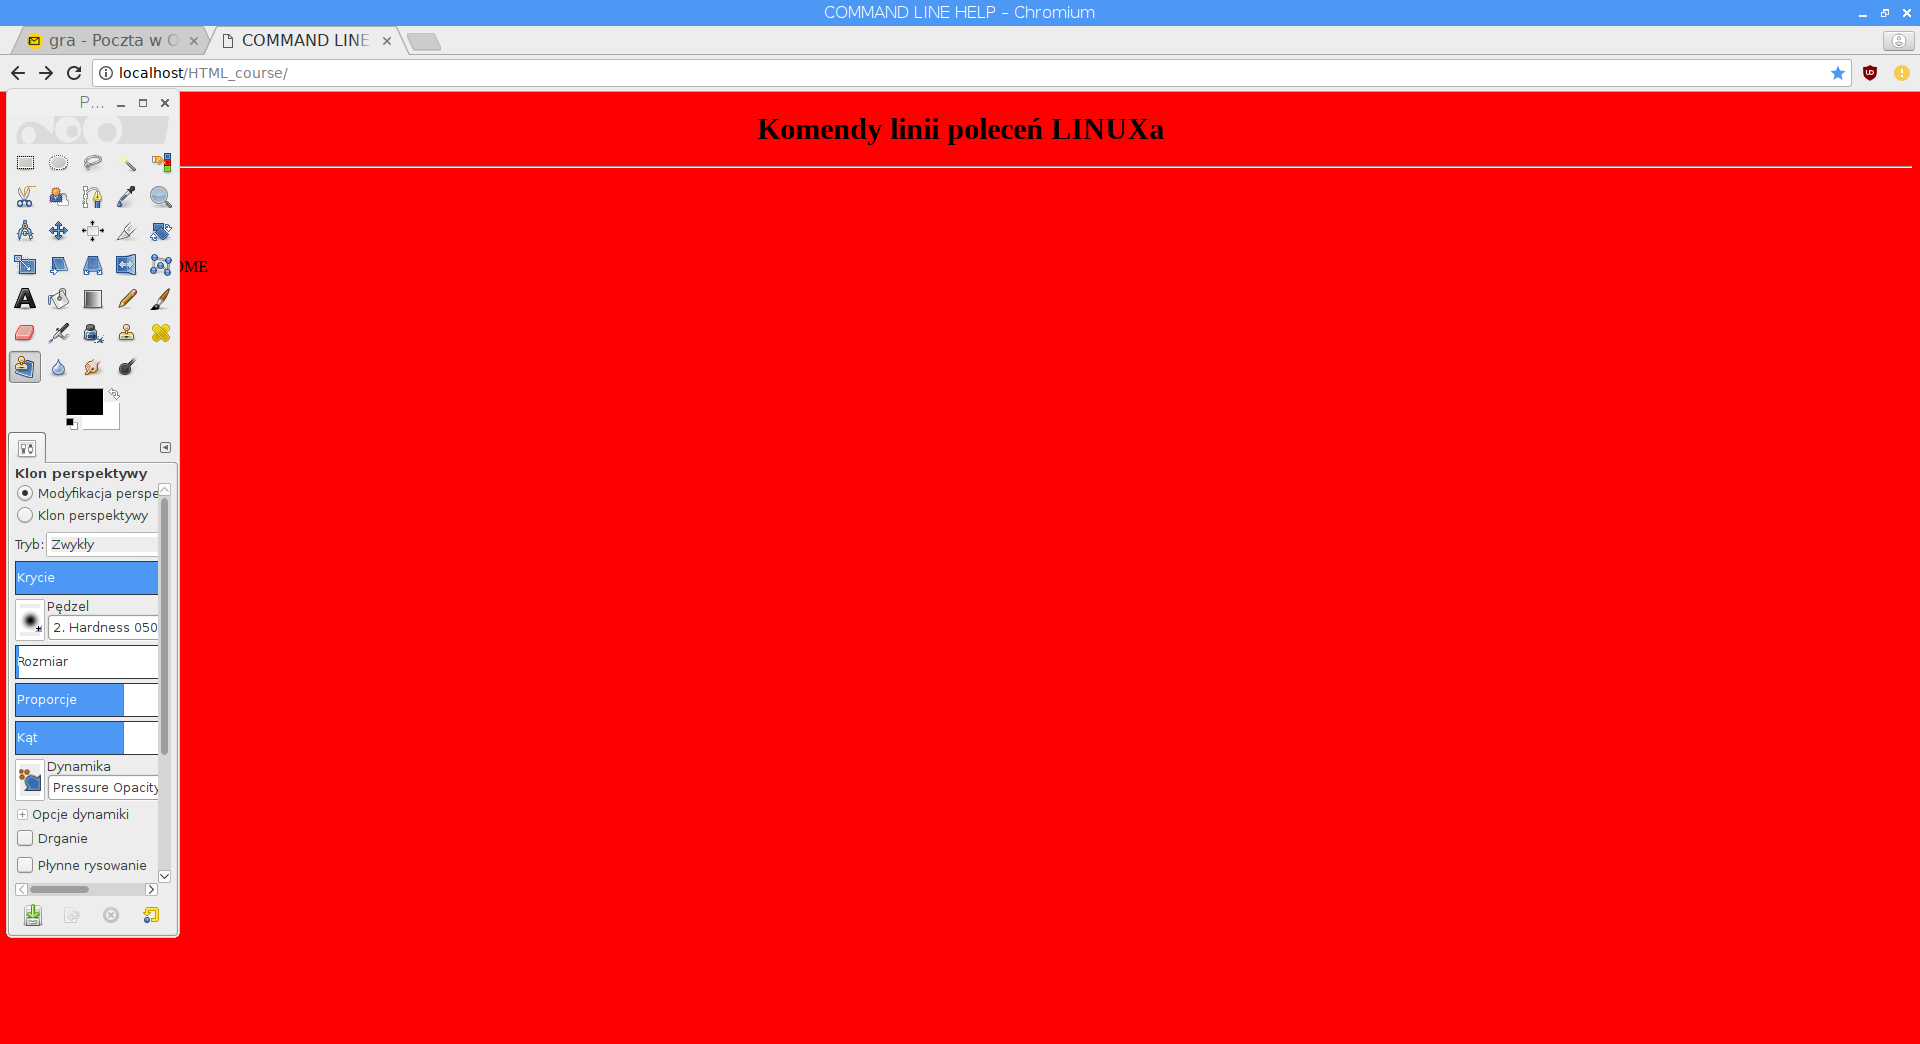 COMMAND LINE HELP – Chromium
gra - Poczta w O
COMMAND LINE
localhost/HTML_course/
P...
Komendy linii poleceń LINUXa
OME
Klon perspektywy
Modyfikacja perspe
Klon perspektywy
Tryb: Zwykły
Krycie
Pędzel
2. Hardness 050
Rozmiar
Proporcje
Kąt
Dynamika
Pressure Opacity
Opcje dynamiki
Drganie
Płynne rysowanie